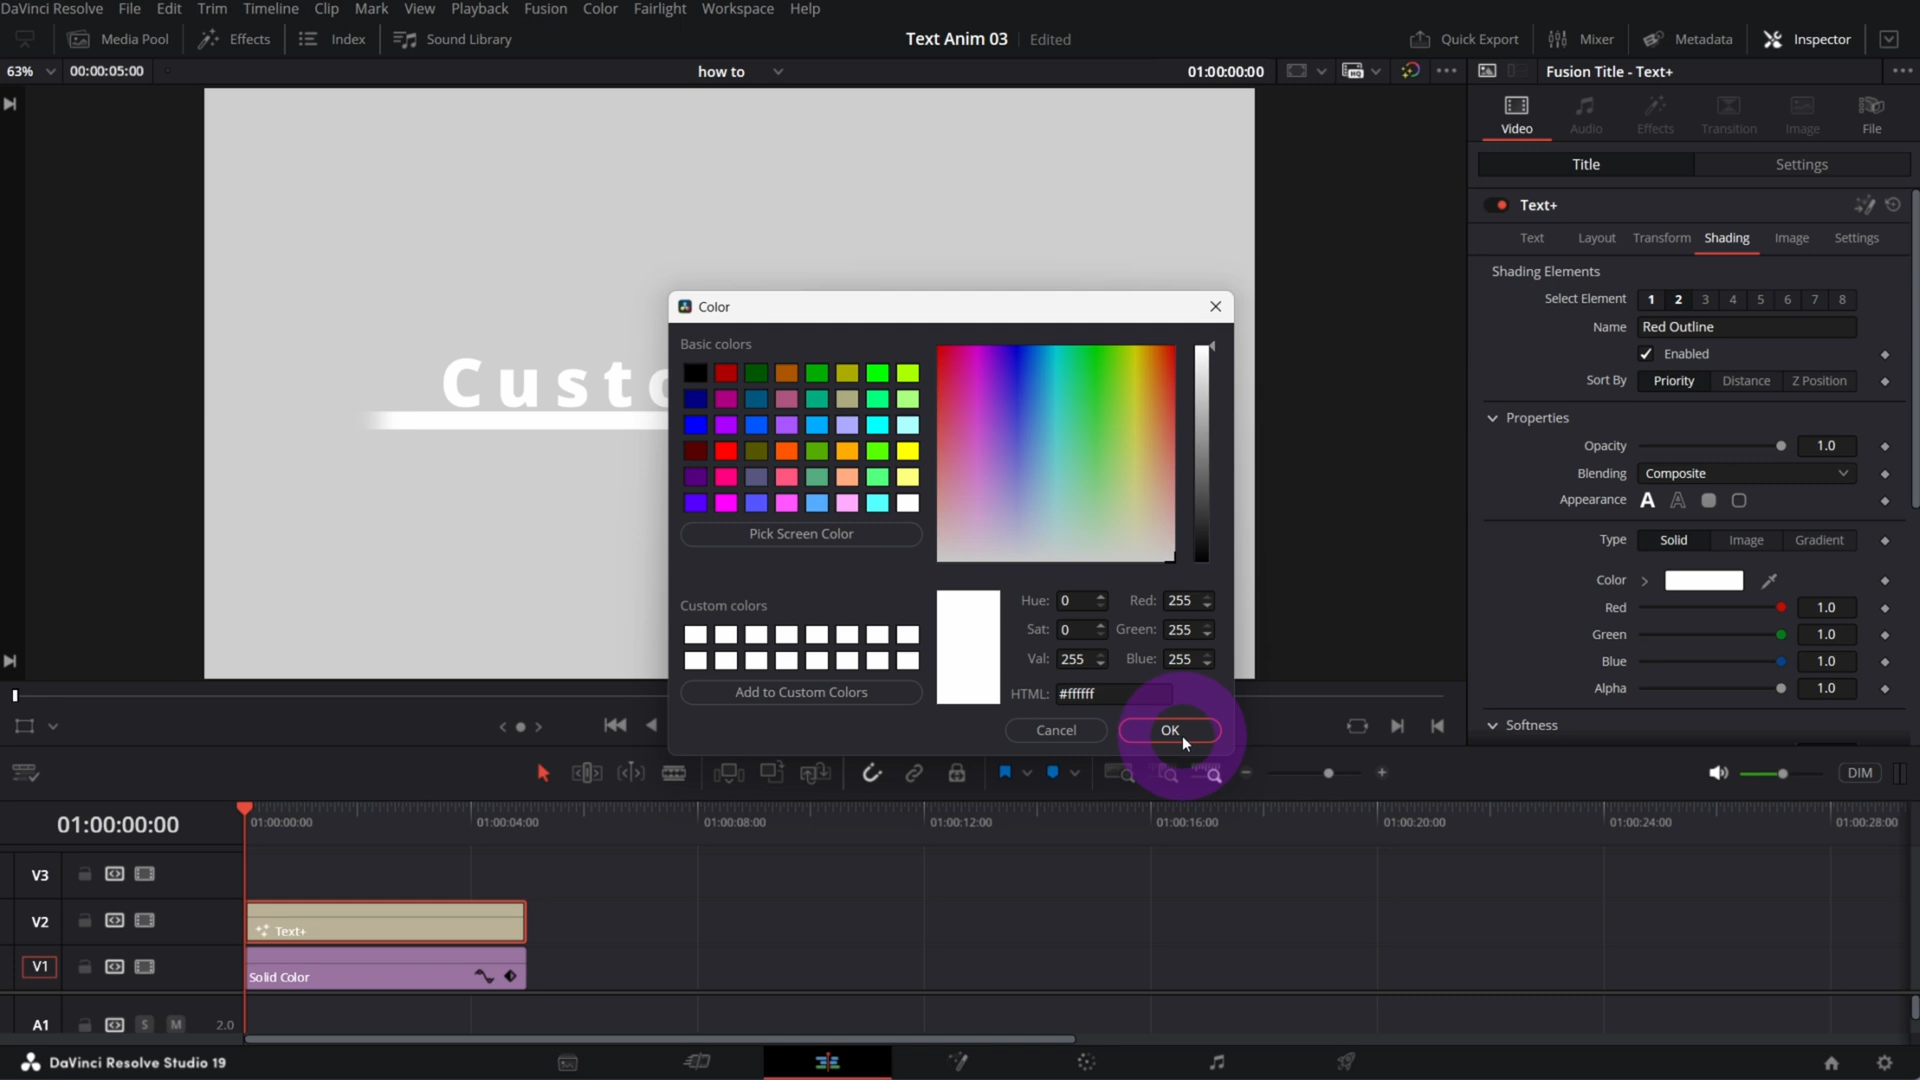 DaVinci Resolve File Edit Trim Timeline Clip Mark View Playback Fusion Color Fairlight Workspace Help
Media Pool Effects Index Sound Library Text Anim 03 Edited Quick Export Mixer Metadata Inspector
63% 00:00:05:00 how to 01:00:00:00 Fusion Title - Text+
Video Audio Effects Transition Image File
Title Settings
Text+
Text Layout Transform Shading Image Settings
Shading Elements
Select Element 1 2 3 4 5 6 7 8
Name Red Outline
Enabled
Sort By Priority Distance Z Position
Properties
Opacity 1.0
Blending Composite
Appearance A A
Type Solid Image Gradient
Color
Red 1.0
Green 1.0
Blue 1.0
Alpha 1.0
Softness
Custo
Color
Basic colors
Pick Screen Color
Custom colors
Add to Custom Colors
Hue: 0 Red: 255
Sat: 0 Green: 255
Val: 255 Blue: 255
HTML: #ffffff
Cancel OK
HQ
DIM
01:00:00:00 01:00:00:00 01:00:04:00 01:00:08:00 01:00:12:00 01:00:16:00 01:00:20:00 01:00:24:00 01:00:28:00
V3
V2 Text+
V1 Solid Color
A1 S M 2.0
DaVinci Resolve Studio 19